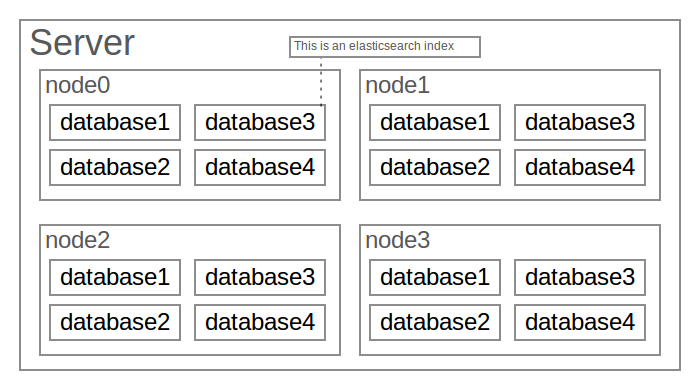 Server
This is an elasticsearch index
node0
database1
database3
database2
database4
node1
database1
database3
database2
database4
node2
database1
database3
database2
database4
node3
database1
database3
database2
database4